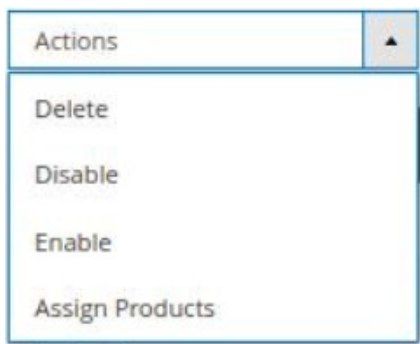 Actions
Delete
Disable
Enable
Assign Products